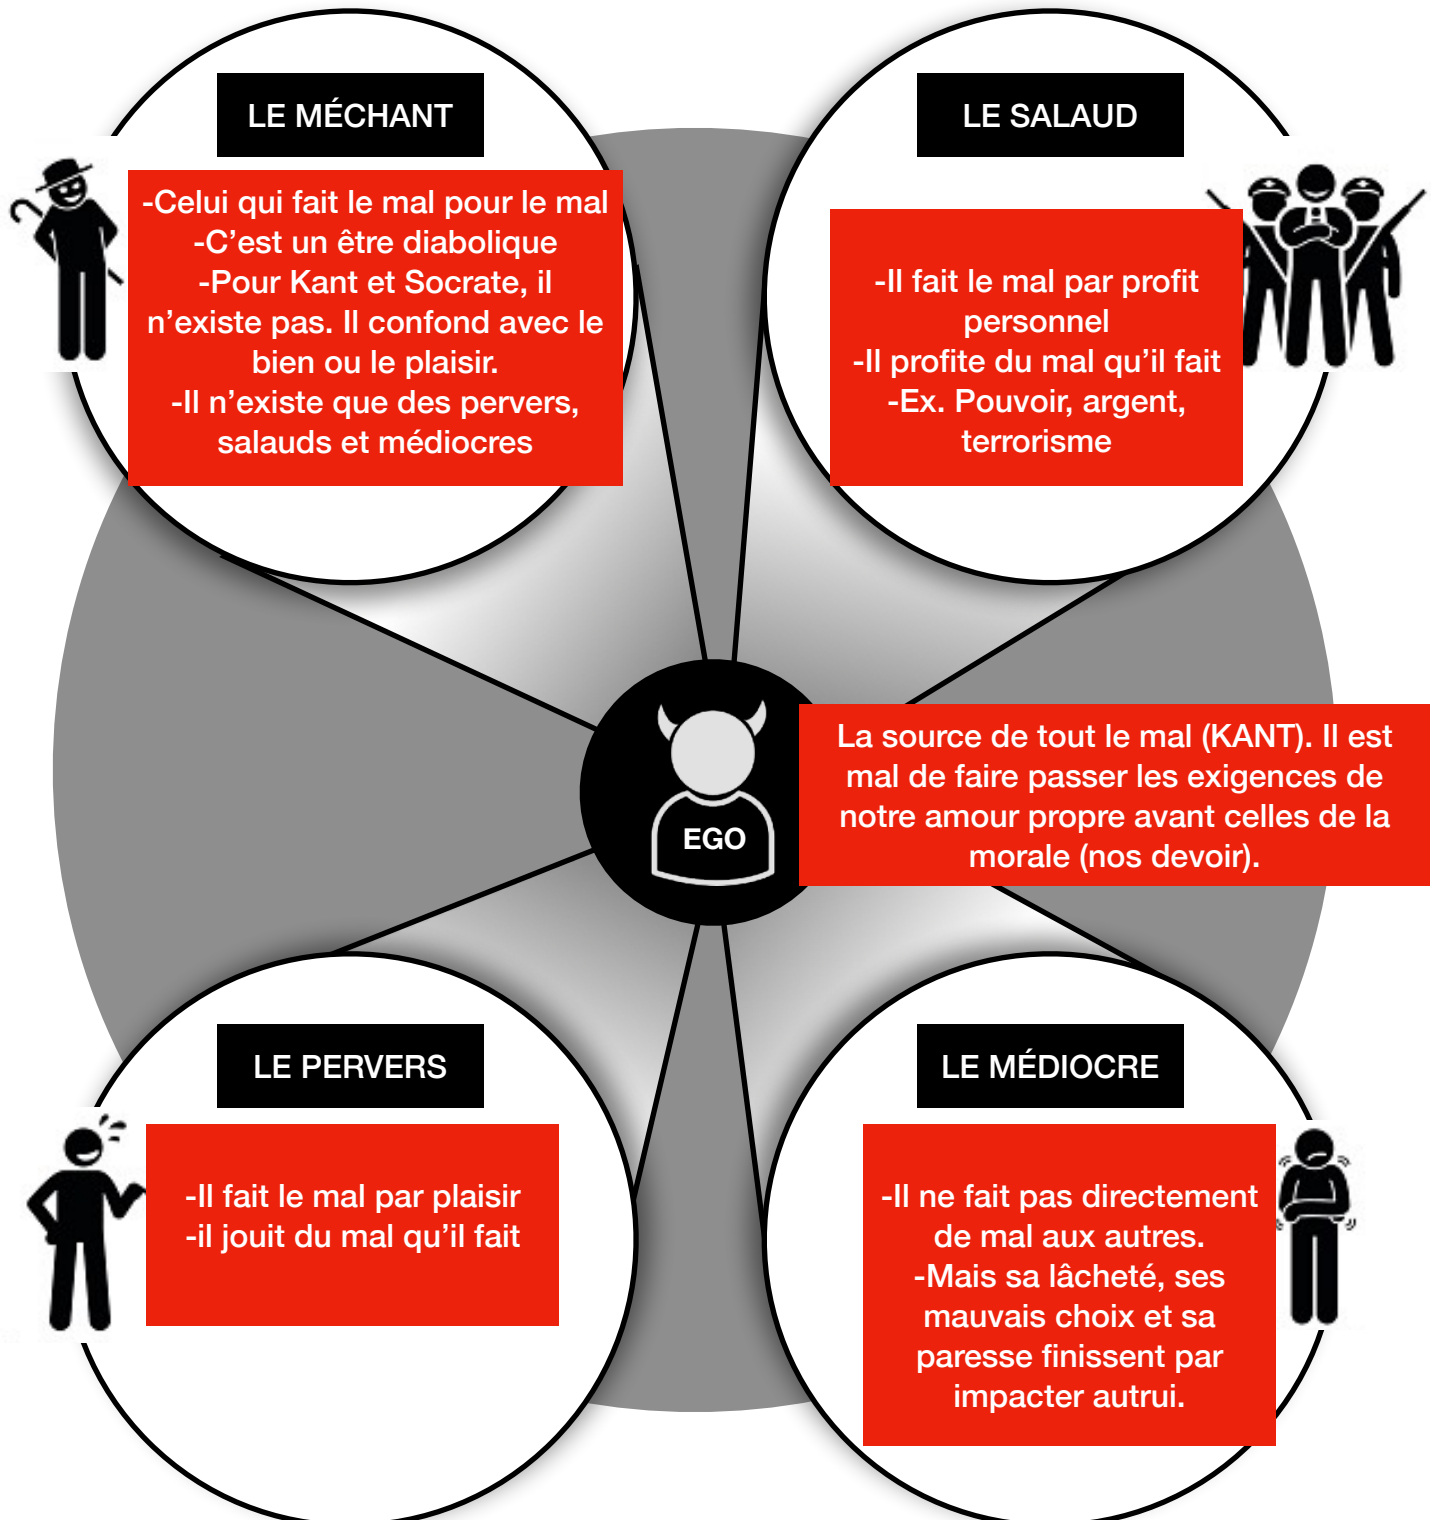 LE MÉCHANT
-Celui qui fait le mal pour le mal
-C'est un être diabolique
-Pour Kant et Socrate, il
n'existe pas. Il confond avec le
bien ou le plaisir.
-Il n'existe que des pervers,
salauds et médiocres
LE SALAUD
-Il fait le mal par profit
personnel
-Il profite du mal qu'il fait
-Ex. Pouvoir, argent,
terrorisme
EGO
La source de tout le mal (KANT). Il est
mal de faire passer les exigences de
notre amour propre avant celles de la
morale (nos devoir).
LE PERVERS
-Il fait le mal par plaisir
-il jouit du mal qu'il fait
LE MÉDIOCRE
-Il ne fait pas directement
de mal aux autres.
-Mais sa lâcheté, ses
mauvais choix et sa
paresse finissent par
impacter autrui.